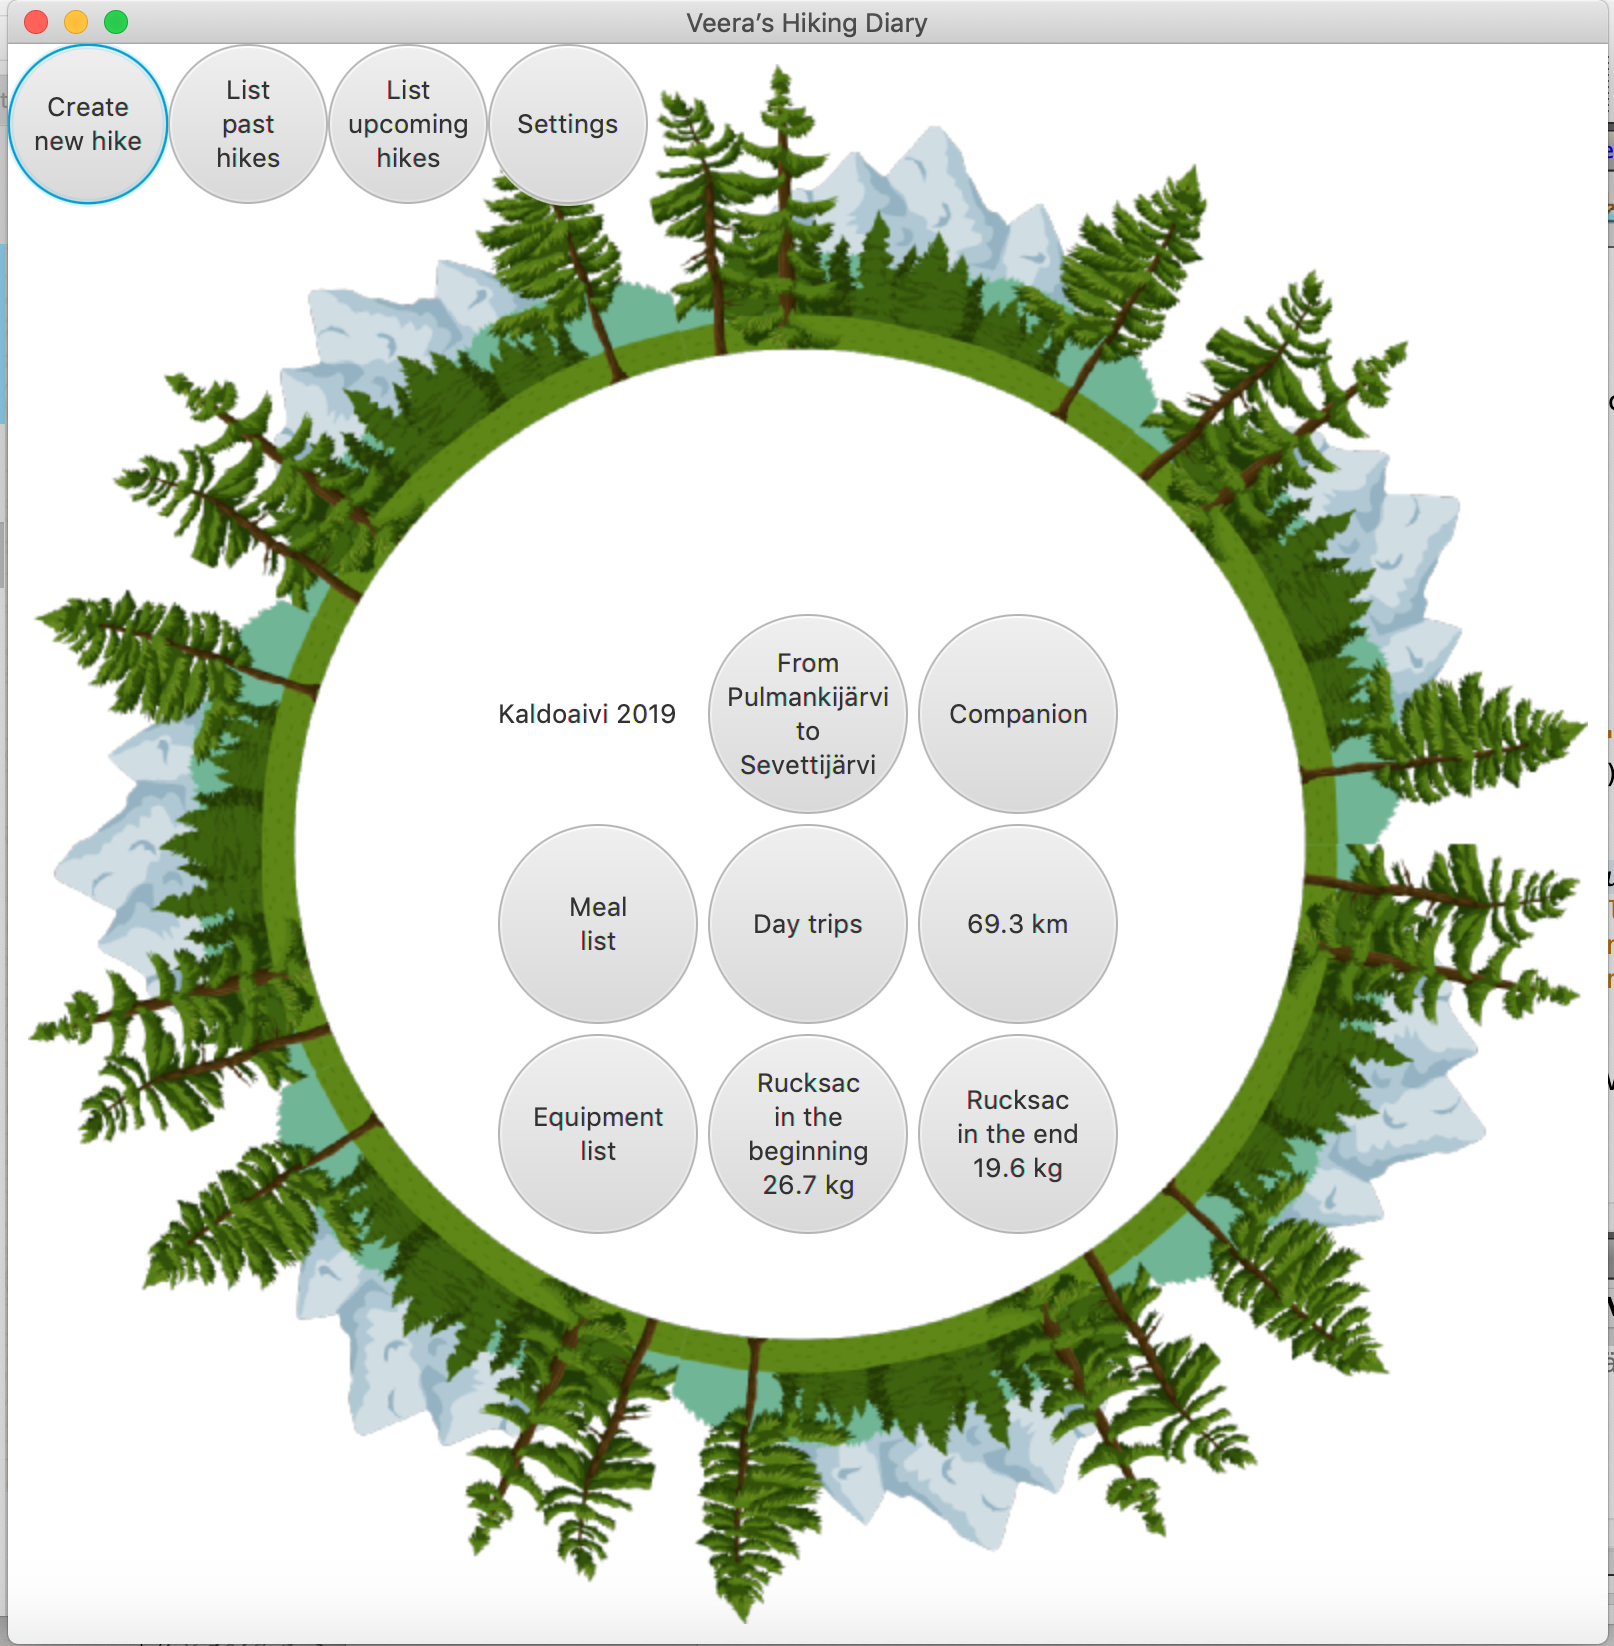 Veera’s Hiking Diary
Create
new hike
List
past
hikes
List
upcoming
hikes
Settings
Kaldoaivi 2019
From
Pulmankijärvi
to
Sevettijärvi
Companion
Meal
list
Day trips
69.3 km
Equipment
list
Rucksac
in the
beginning
26.7 kg
Rucksac
in the end
19.6 kg